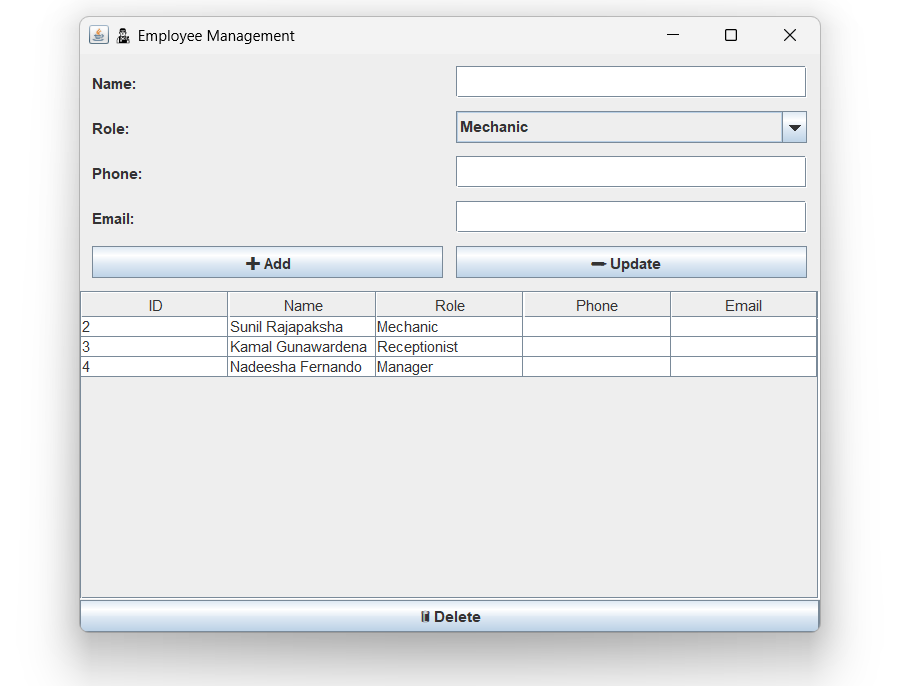 Employee Management
Name:
Role: Mechanic
Phone:
Email:
Add Update
ID Name Role Phone Email
2 Sunil Rajapaksha Mechanic
3 Kamal Gunawardena Receptionist
4 Nadeesha Fernando Manager
Delete